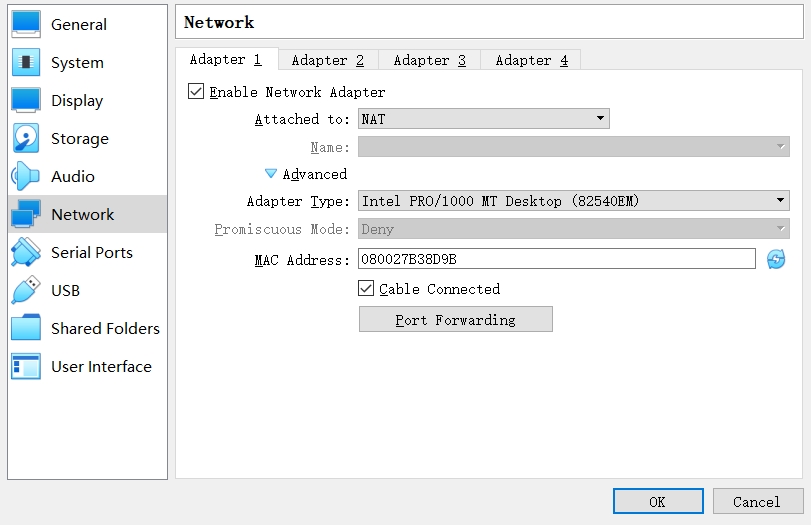 General
System
Display
Storage
Audio
Network
Serial Ports
USB
Shared Folders
User Interface
Network
Adapter 1 Adapter 2 Adapter 3 Adapter 4
Enable Network Adapter
Attached to: NAT
Name:
Advanced
Adapter Type: Intel PRO/1000 MT Desktop (82540EM)
Promiscuous Mode: Deny
MAC Address: 080027B38D9B
Cable Connected
Port Forwarding
OK Cancel